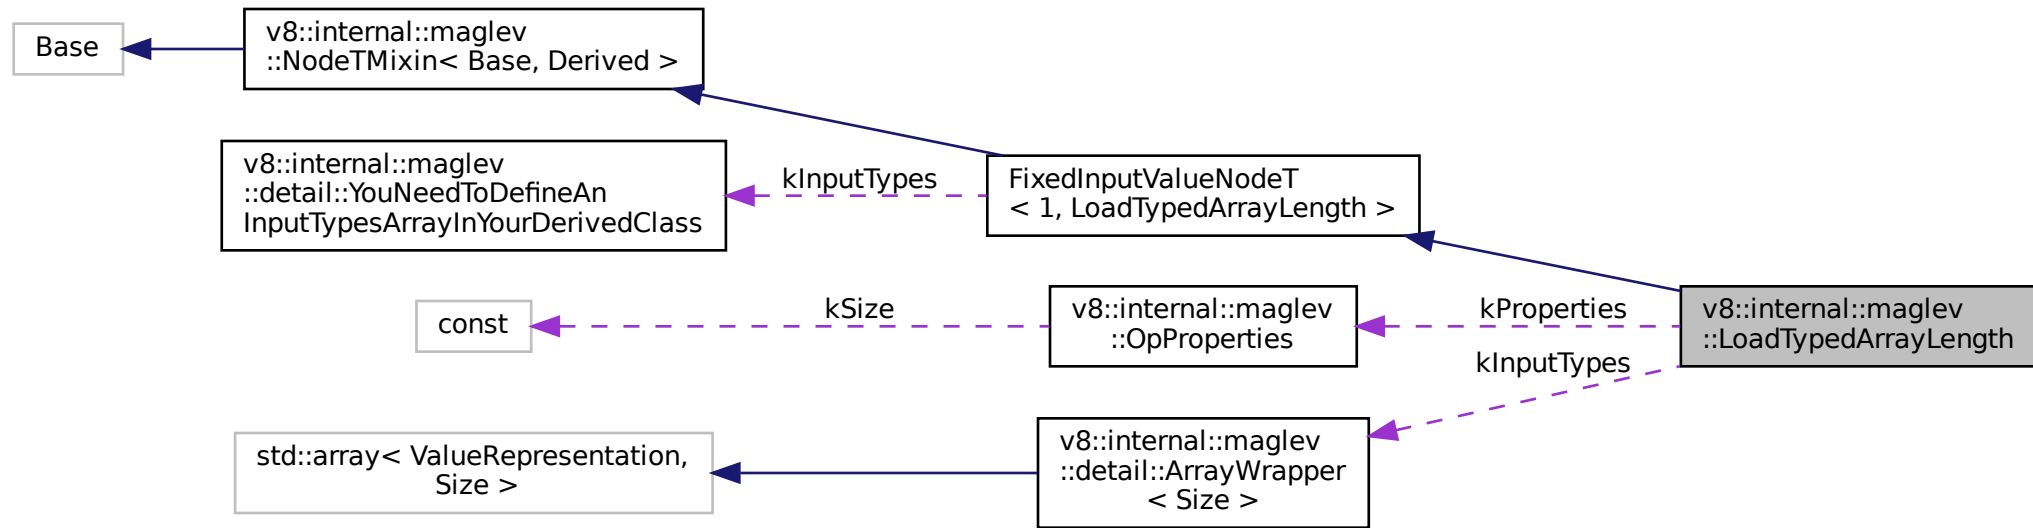 Base
v8::internal::maglev
::NodeTMixin< Base, Derived >
v8::internal::maglev
::detail::YouNeedToDefineAn
InputTypesArrayInYourDerivedClass
kInputTypes
FixedInputValueNodeT
< 1, LoadTypedArrayLength >
const
kSize
v8::internal::maglev
::OpProperties
kProperties
v8::internal::maglev
::LoadTypedArrayLength
kInputTypes
std::array< ValueRepresentation,
Size >
v8::internal::maglev
::detail::ArrayWrapper
< Size >